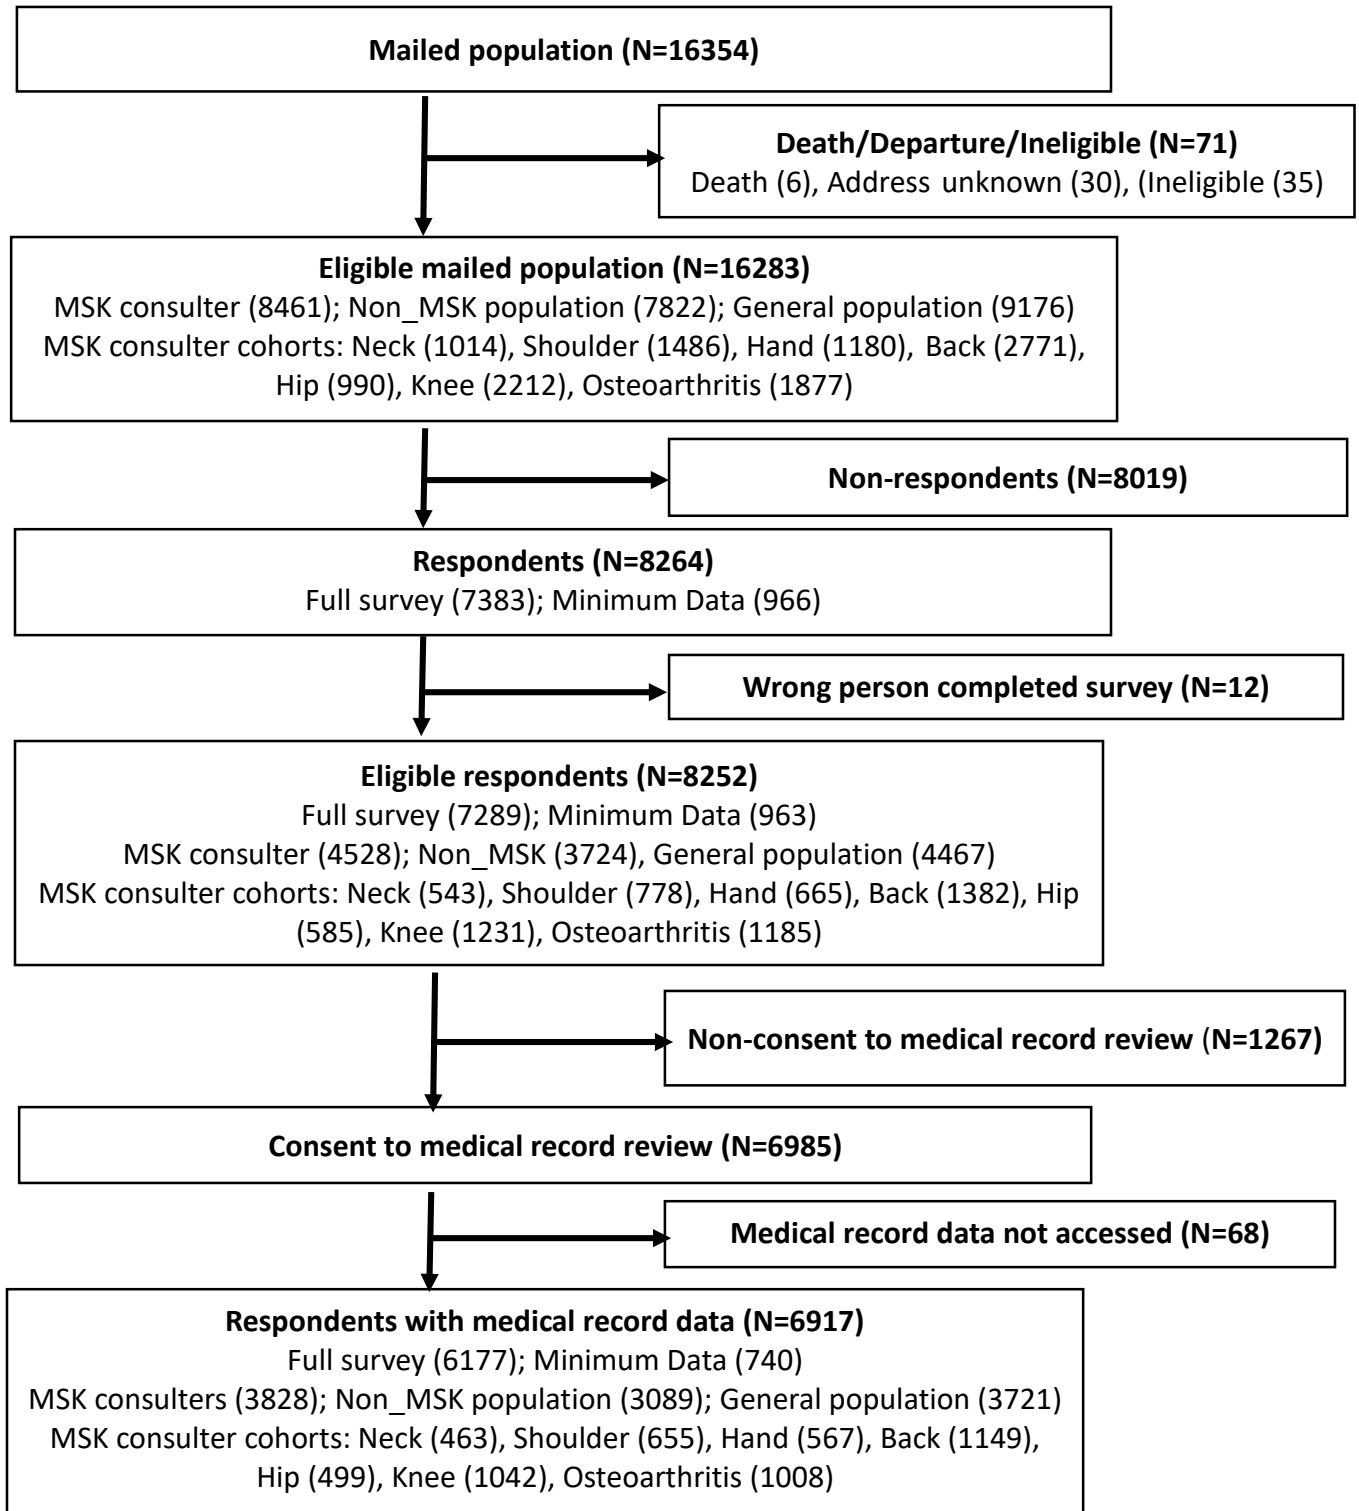 Mailed population (N=16354)
Death/Departure/Ineligible (N=71)
Death (6), Address unknown (30), (Ineligible (35)
Eligible mailed population (N=16283)
MSK consulter (8461); Non_MSK population (7822); General population (9176)
MSK consulter cohorts: Neck (1014), Shoulder (1486), Hand (1180), Back (2771),
Hip (990), Knee (2212), Osteoarthritis (1877)
Non-respondents (N=8019)
Respondents (N=8264)
Full survey (7383); Minimum Data (966)
Wrong person completed survey (N=12)
Eligible respondents (N=8252)
Full survey (7289); Minimum Data (963)
MSK consulter (4528); Non_MSK (3724), General population (4467)
MSK consulter cohorts: Neck (543), Shoulder (778), Hand (665), Back (1382), Hip
(585), Knee (1231), Osteoarthritis (1185)
Non-consent to medical record review (N=1267)
Consent to medical record review (N=6985)
Medical record data not accessed (N=68)
Respondents with medical record data (N=6917)
Full survey (6177); Minimum Data (740)
MSK consulters (3828); Non_MSK population (3089); General population (3721)
MSK consulter cohorts: Neck (463), Shoulder (655), Hand (567), Back (1149),
Hip (499), Knee (1042), Osteoarthritis (1008)